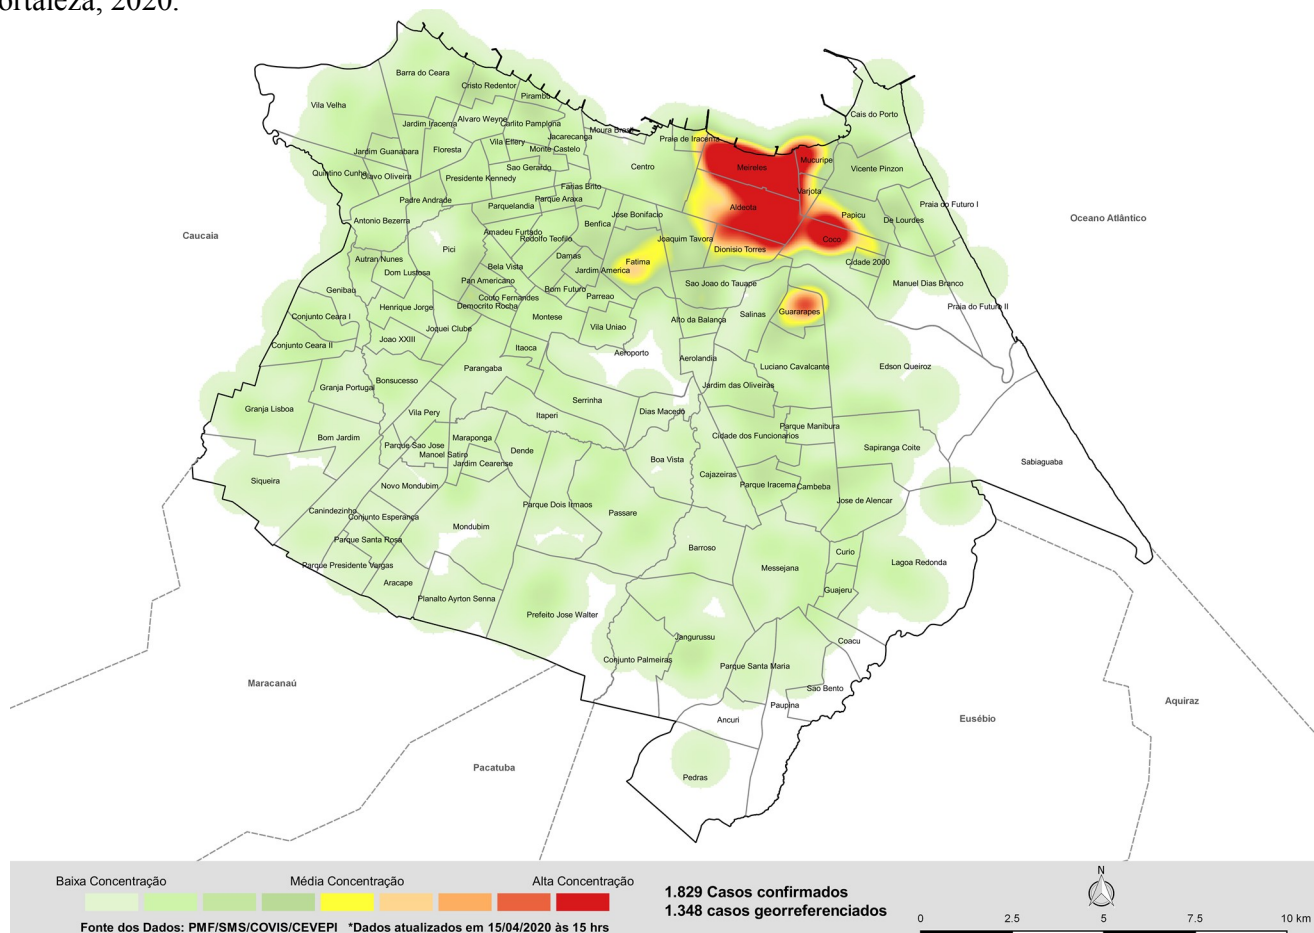 ortaleza, 2020.
Barra do Ceara
Cristo Redentor
Pirambu
Vila Velha
Cais do Porto
Jardim Iracema
Alvaro Weyne
Carlito Pamplona
Jacarecanga
Moura Brasil
Praia de Iracema
Jardim Guanabara
Floresta
Vila Ellery
Monte Castelo
Centro
Meireles
Mucuripe
Vicente Pinzon
Quintino Cunha
Olavo Oliveira
Presidente Kennedy
Sao Gerardo
Farias Brito
Varjota
Padre Andrade
Parquelandia
Parque Araxa
Aldeota
Papicu
De Lourdes
Praia do Futuro I
Oceano Atlântico
Antonio Bezerra
Jose Bonifacio
Benfica
Caucaia
Pici
Amadeu Furtado
Rodolfo Teofilo
Joaquim Tavora
Dionisio Torres
Coco
Autran Nunes
Dom Lustosa
Bela Vista
Damas
Fatima
Jardim America
Cidade 2000
Genibau
Pan Americano
Bom Futuro
Parreao
Sao Joao do Tauape
Manuel Dias Branco
Henrique Jorge
Couto Fernandes
Democrito Rocha
Praia do Futuro II
Conjunto Ceara I
Joquei Clube
Montese
Vila Uniao
Alto da Balança
Salinas
Guararapes
Conjunto Ceara II
Joao XXIII
Itaoca
Aeroporto
Aerolandia
Parangaba
Luciano Cavalcante
Edson Queiroz
Granja Portugal
Bonsucesso
Jardim das Oliveiras
Granja Lisboa
Vila Pery
Itaperi
Serrinha
Dias Macedo
Bom Jardim
Parque Sao Jose
Maraponga
Manoel Satiro
Jardim Cearense
Dende
Boa Vista
Cidade dos Funcionarios
Parque Manibura
Sapiranga Coite
Sabiaguaba
Siqueira
Novo Mondubim
Cajazeiras
Parque Iracema
Cambeba
Jose de Alencar
Canindezinho
Conjunto Esperança
Mondubim
Parque Dois Irmaos
Passare
Parque Santa Rosa
Barroso
Curio
Parque Presidente Vargas
Messejana
Lagoa Redonda
Aracape
Planalto Ayrton Senna
Prefeito Jose Walter
Guajeru
Jangurussu
Coacu
Conjunto Palmeiras
Parque Santa Maria
Maracanaú
Sao Bento
Paupina
Ancuri
Aquiraz
Eusébio
Pacatuba
Pedras
Baixa Concentração
Média Concentração
Alta Concentração
1.829 Casos confirmados
1.348 casos georreferenciados
Fonte dos Dados: PMF/SMS/COVIS/CEVEPI *Dados atualizados em 15/04/2020 às 15 hrs
N
0 2.5 5 7.5 10 km